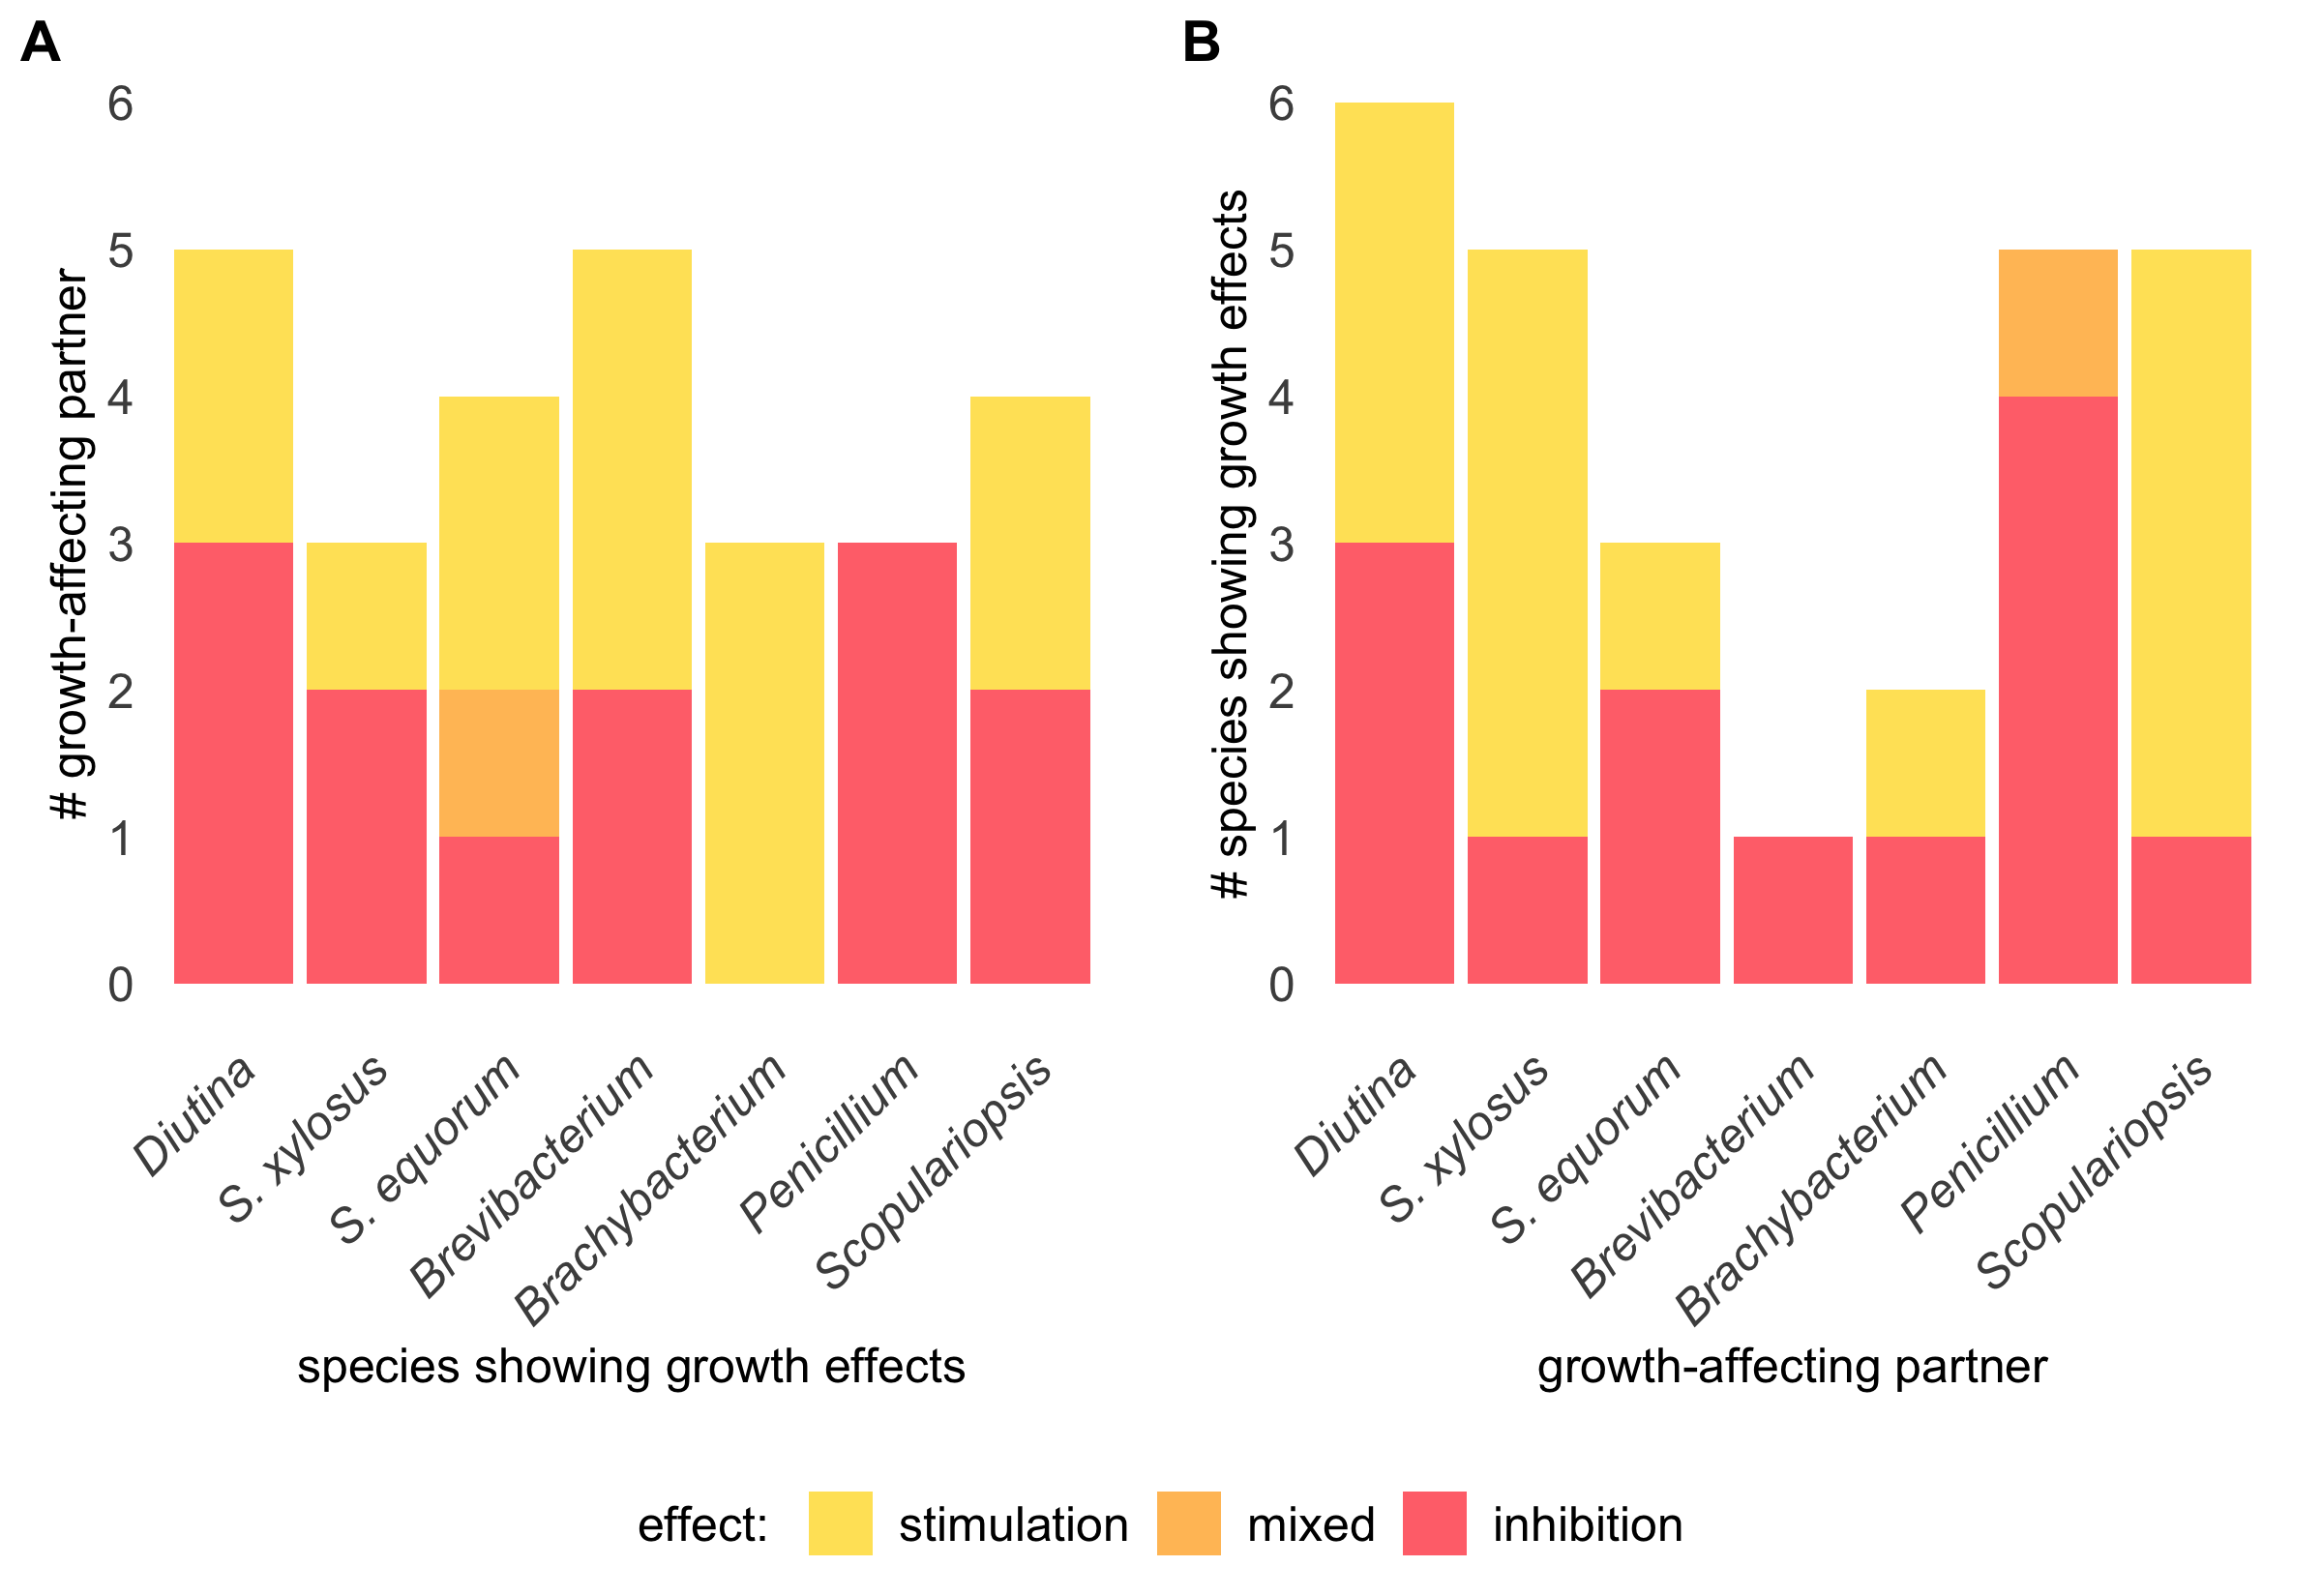 A
# growth-affecting partner
6
5
4
3
2
1
0
Diutina
S. xylosus
S. equorum
Brevibacterium
Brachybacterium
Penicillium
Scopulariopsis
species showing growth effects
B
# species showing growth effects
6
5
4
3
2
1
0
Diutina
S. xylosus
S. equorum
Brevibacterium
Brachybacterium
Penicillium
Scopulariopsis
growth-affecting partner
effect: stimulation mixed inhibition